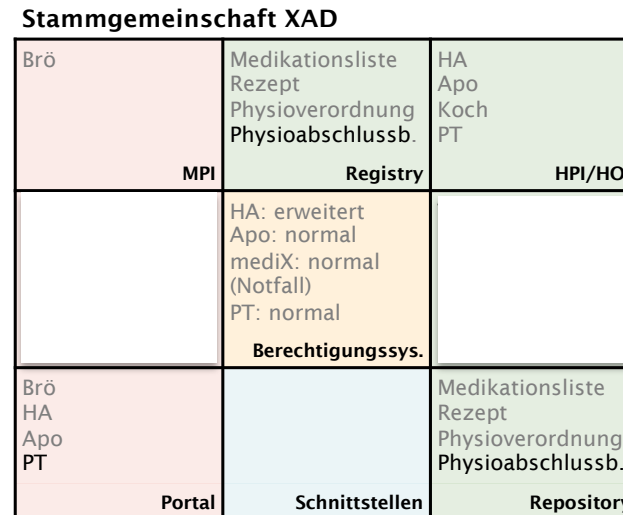 Stammgemeinschaft XAD
Brö
MPI
Medikationsliste
Rezept
Physioverordnung
Physioabschlussb.
Registry
HA
Apo
Koch
PT
HPI/HO
HA: erweitert
Apo: normal
mediX: normal
(Notfall)
PT: normal
Berechtigungssys.
Brö
HA
Apo
PT
Portal
Schnittstellen
Medikationsliste
Rezept
Physioverordnung
Physioabschlussb.
Repository